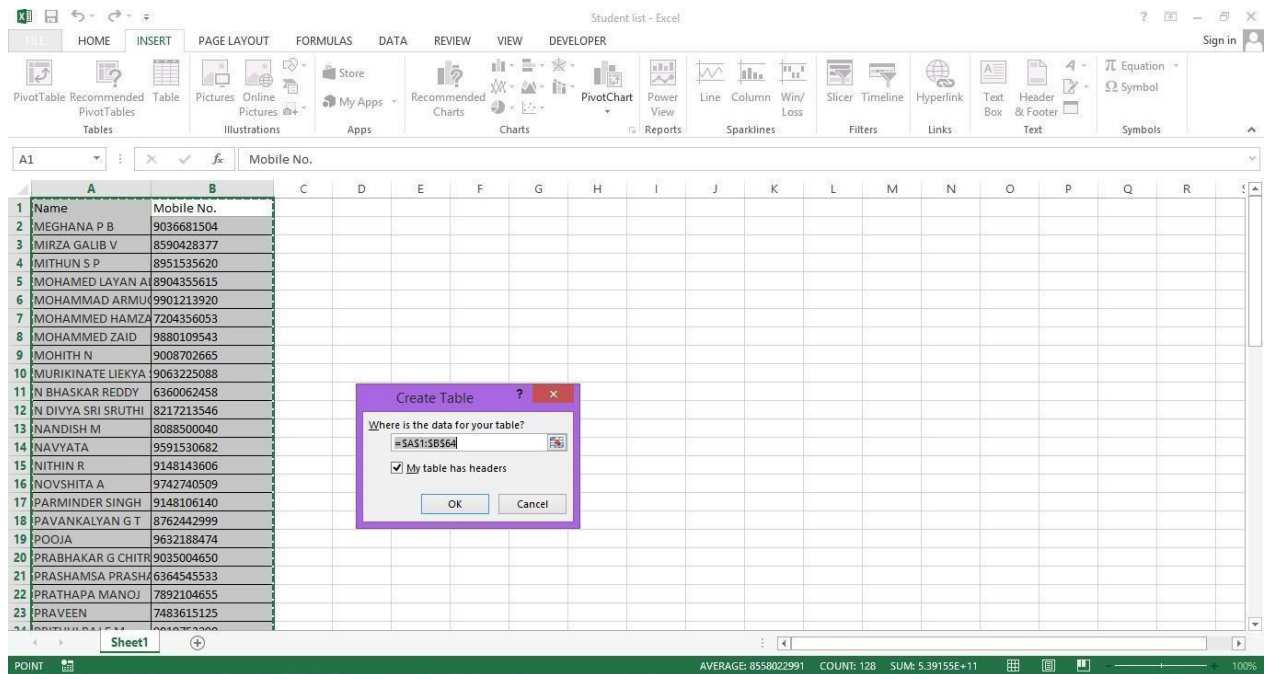 Student list - Excel
FILE HOME INSERT PAGE LAYOUT FORMULAS DATA REVIEW VIEW DEVELOPER Sign in
PivotTable Recommended PivotTables Table Pictures Online Pictures Store My Apps Recommended Charts PivotChart Power View Line Column Win/Loss Slicer Timeline Hyperlink Text Box Header & Footer Equation Symbol
Tables Illustrations Apps Charts Reports Sparklines Filters Links Text Symbols
A1 fx Mobile No.
A B C D E F G H I J K L M N O P Q R
1 Name Mobile No.
2 MEGHANA P B 9036681504
3 MIRZA GALIB V 8590428377
4 MITHUN S P 8951535620
5 MOHAMED LAYAN 8904355615
6 MOHAMMAD 9901213920
7 MOHAMMED HAMZA 7204356053
8 MOHAMMED ZAID 9880109543
9 MOHITH N 9008702665
10 MURIKINATE LIEKYA 9063225088
11 N BHASKAR REDDY 6360062458
12 N DIVYA SRI SRUTHI 8217213546
13 NANDISH M 8088500040
14 NAVYATA 9591530682
15 NITHIN R 9148143606
16 NOVSHITA A 9742740509
17 PARMINDER SINGH 9148106140
18 PAVANKALYAN G T 8762442999
19 POOJA 9632188474
20 PRABHAKAR G CHITR 9035004650
21 PRASHAMSA 6364545533
22 PRATHAPA MANOJ 7892104655
23 PRAVEEN 7483615125
Create Table ?
Where is the data for your table?
=$A$1:$B$64
My table has headers
OK Cancel
Sheet1
POINT AVERAGE: 8558022991 COUNT: 128 SUM: 5.39155E+11 100%